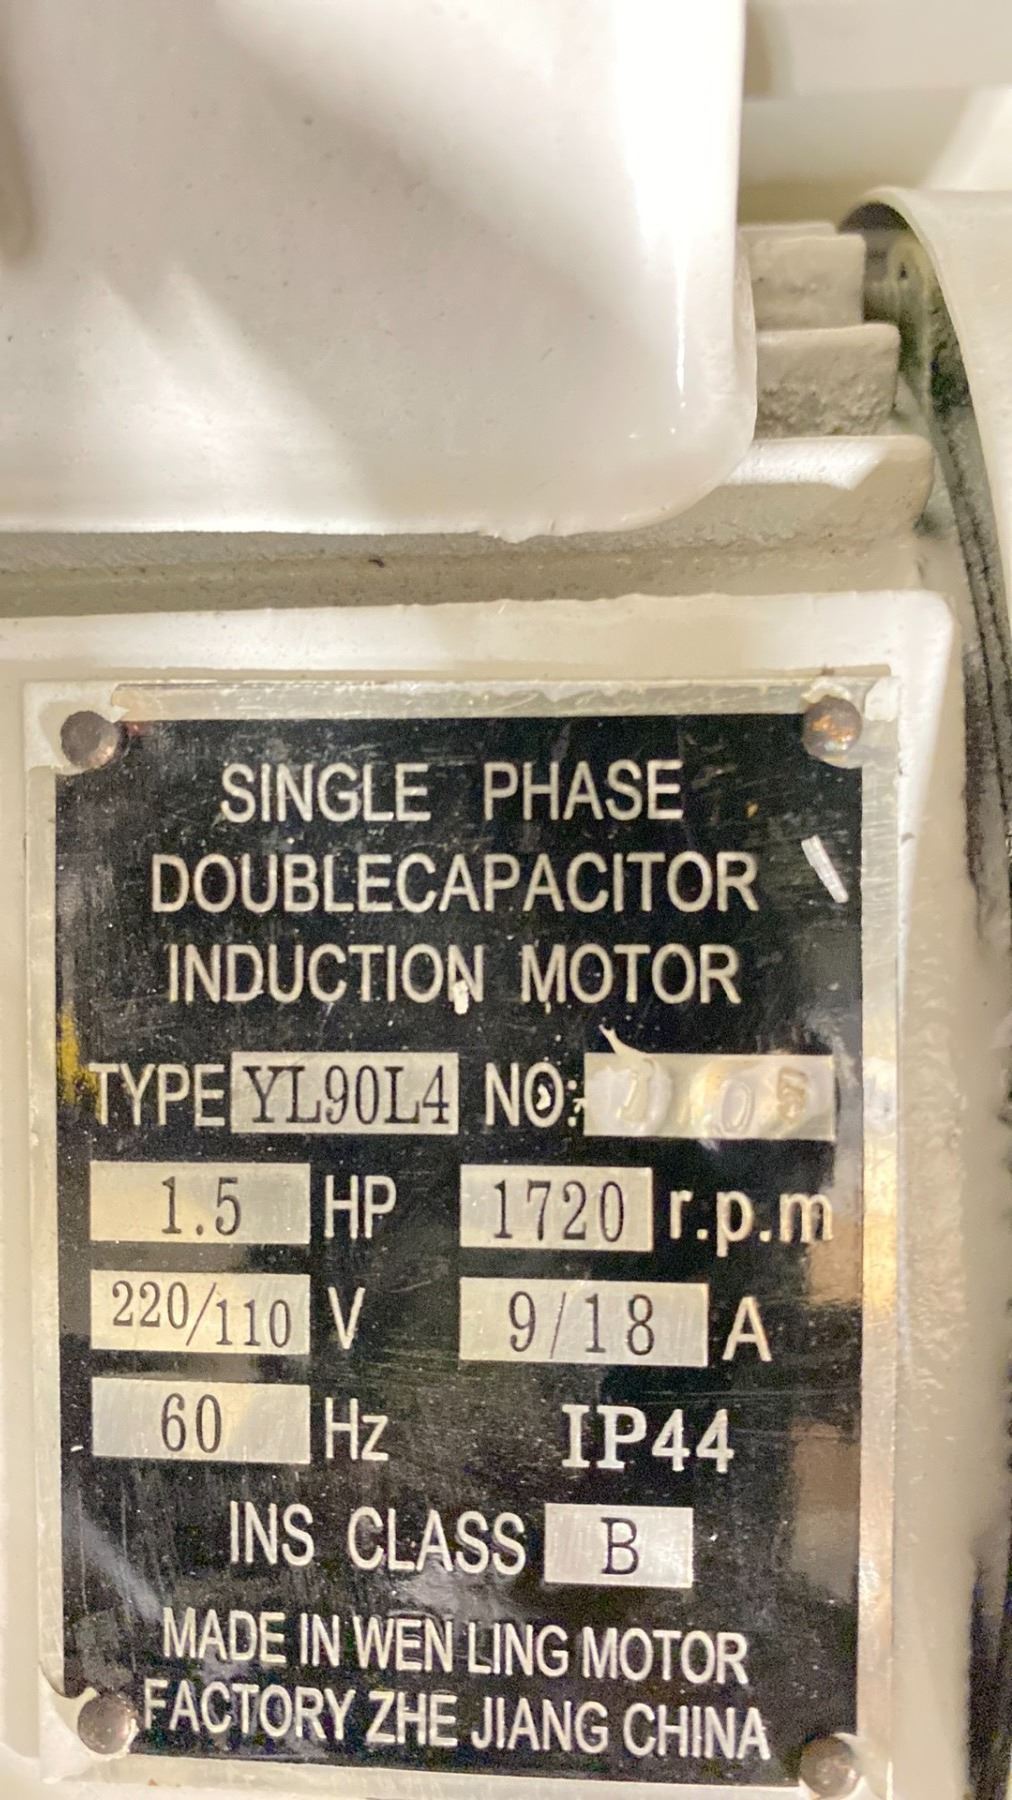 SINGLE PHASE
DOUBLECAPACITOR
INDUCTION MOTOR
TYPE YL90L4 NO:
1.5 HP 1720 r.p.m
220/110 V 9/18 A
60 Hz IP44
INS CLASS B
MADE IN WEN LING MOTOR
FACTORY ZHE JIANG CHINA